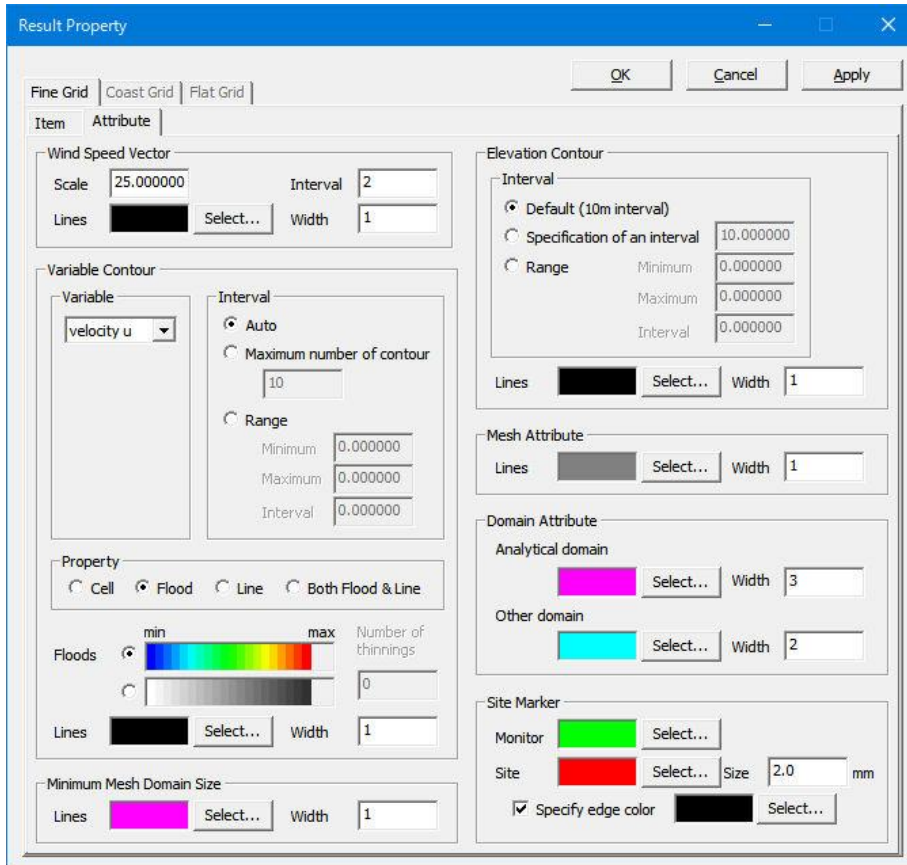 Result Property
OK Cancel Apply
Fine Grid Coast Grid Flat Grid
Item Attribute
Wind Speed Vector
Scale 25.000000 Interval 2
Lines Select... Width 1
Variable Contour
Variable
velocity u
Interval
Auto
Maximum number of contour
10
Range
Minimum 0.000000
Maximum 0.000000
Interval 0.000000
Property
Cell Flood Line Both Flood & Line
min max Number of
thinnings
Floods
0
Lines Select... Width 1
Minimum Mesh Domain Size
Lines Select... Width 1
Elevation Contour
Interval
Default (10m interval)
Specification of an interval 10.000000
Range Minimum 0.000000
Maximum 0.000000
Interval 0.000000
Lines Select... Width 1
Mesh Attribute
Lines Select... Width 1
Domain Attribute
Analytical domain
Select... Width 3
Other domain
Select... Width 2
Site Marker
Monitor Select...
Site Select... Size 2.0 mm
Specify edge color Select...